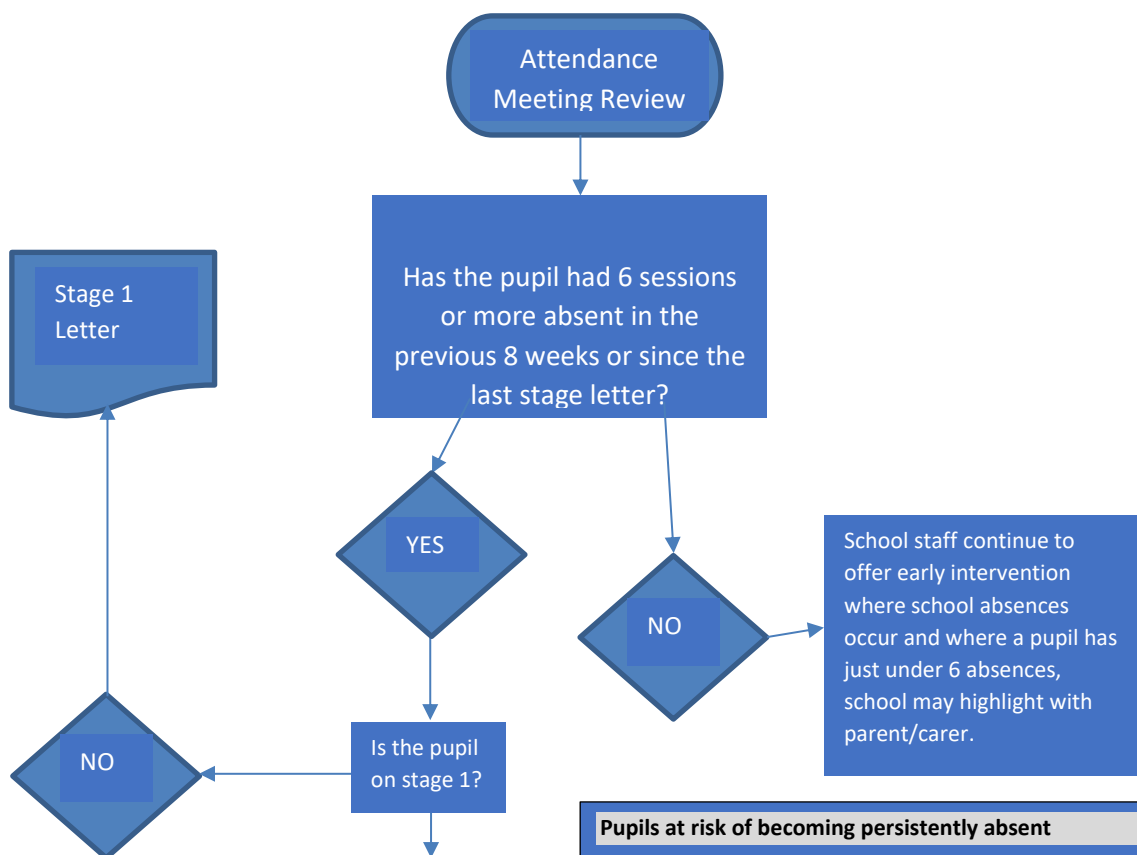 Attendance
Meeting Review
Has the pupil had 6 sessions
or more absent in the
previous 8 weeks or since the
last stage letter?
Stage 1
Letter
YES
NO
School staff continue to
offer early intervention
where school absences
occur and where a pupil has
just under 6 absences,
school may highlight with
parent/carer.
NO
Is the pupil
on stage 1?
Pupils at risk of becoming persistently absent